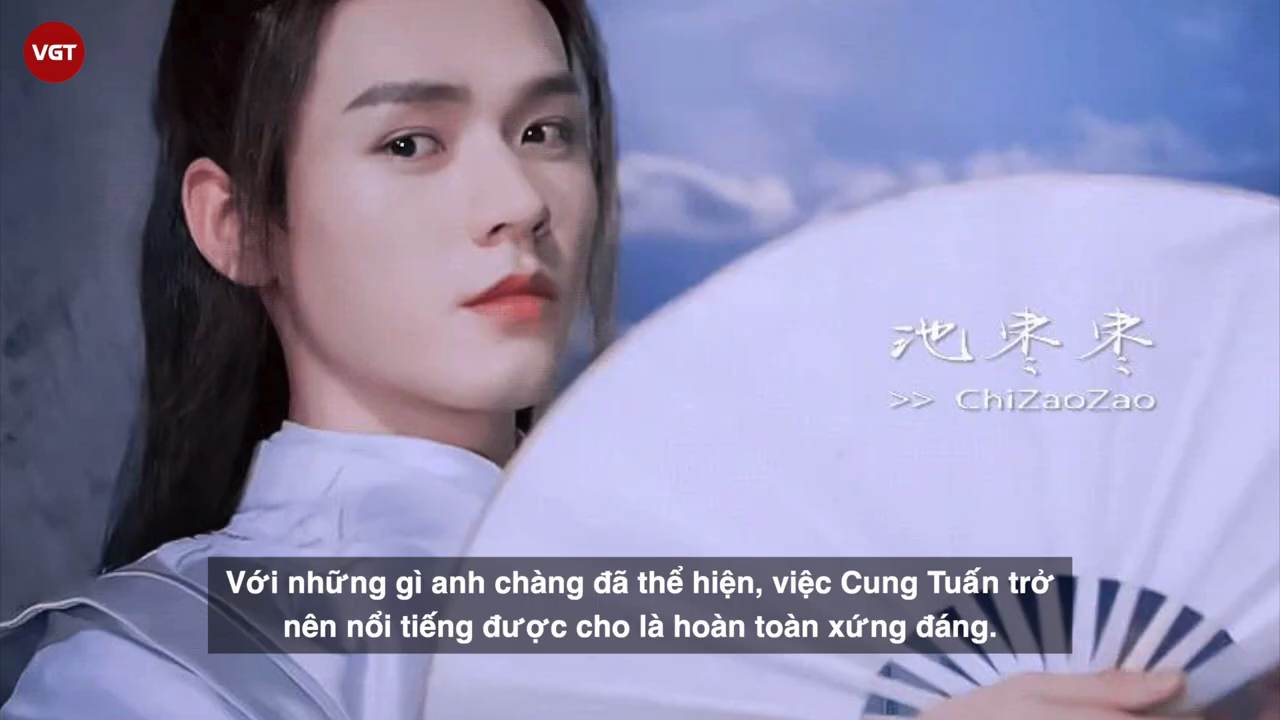 VGT
池枣枣
>> ChiZaoZao
Với những gì anh chàng đã thể hiện, việc Cung Tuấn trở
nên nổi tiếng được cho là hoàn toàn xứng đáng.